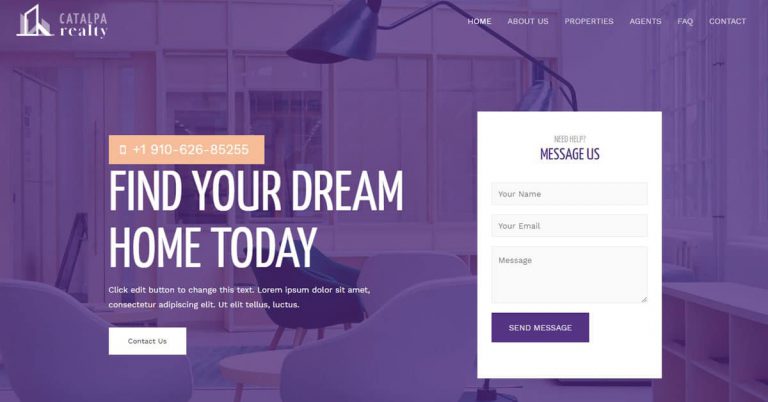 CATALPA
realty
HOME ABOUT US PROPERTIES AGENTS FAQ CONTACT
+1 910-626-85255
FIND YOUR DREAM
HOME TODAY
Click edit button to change this text. Lorem ipsum dolor sit amet,
consectetur adipiscing elit. Ut elit tellus, luctus.
Contact Us
NEED HELP?
MESSAGE US
Your Name
Your Email
Message
SEND MESSAGE